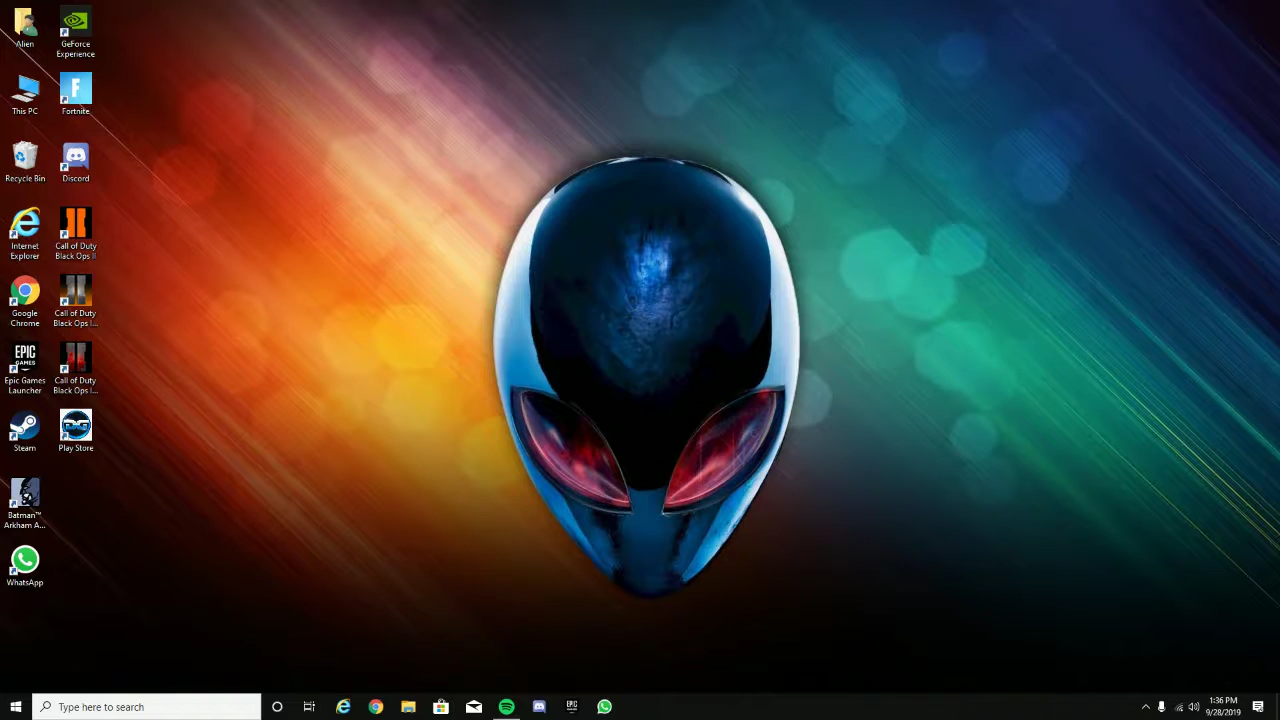 Alien
GeForce
Experience
This PC
F
Fortnite
Recycle Bin
Discord
Internet
Explorer
Call of Duty
Black Ops II
Google
Chrome
Call of Duty
Black Ops I...
EPIC
GAMES
Epic Games
Launcher
Call of Duty
Black Ops I...
Steam
Play Store
Batman™
Arkham A...
WhatsApp
Type here to search
EPIC
1:36 PM
9/28/2019